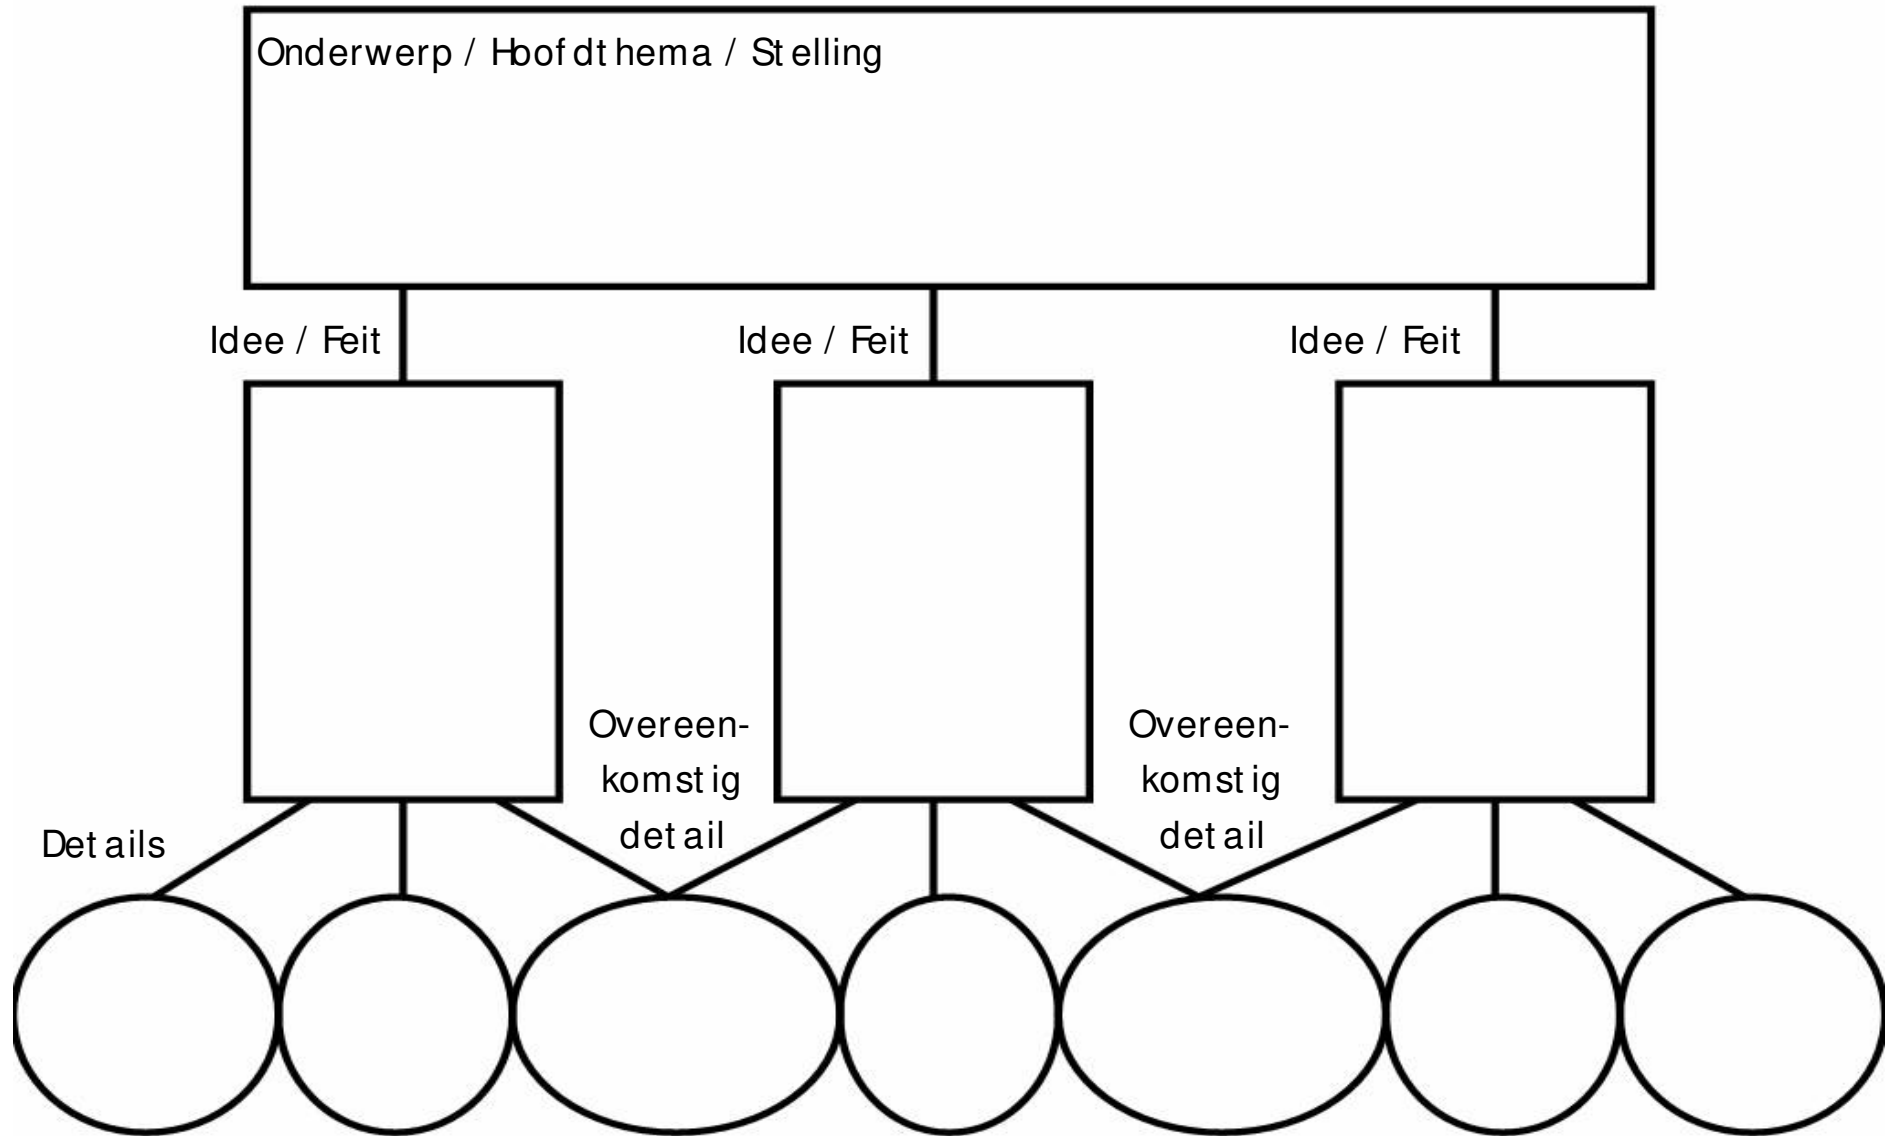 Onderwerp / Hoofdthema / Stelling
Idee / Feit
Idee / Feit
Idee / Feit
Overeen-
komstig
detail
Overeen-
komstig
detail
Details